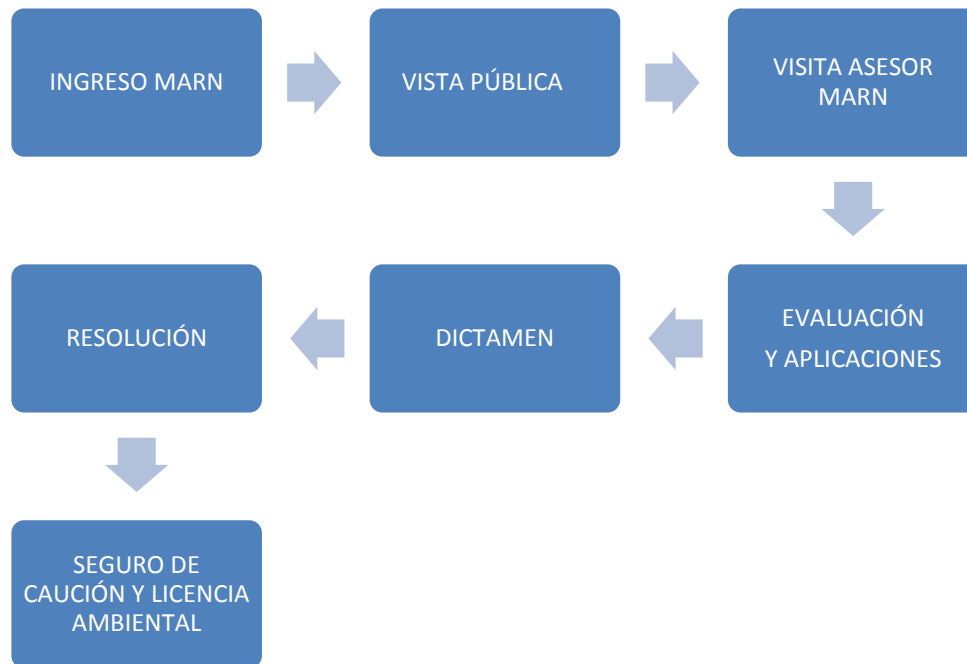 INGRESO MARN
VISTA PÚBLICA
VISITA ASESOR
MARN
EVALUACIÓN
Y APLICACIONES
DICTAMEN
RESOLUCIÓN
SEGURO DE
CAUCIÓN Y LICENCIA
AMBIENTAL